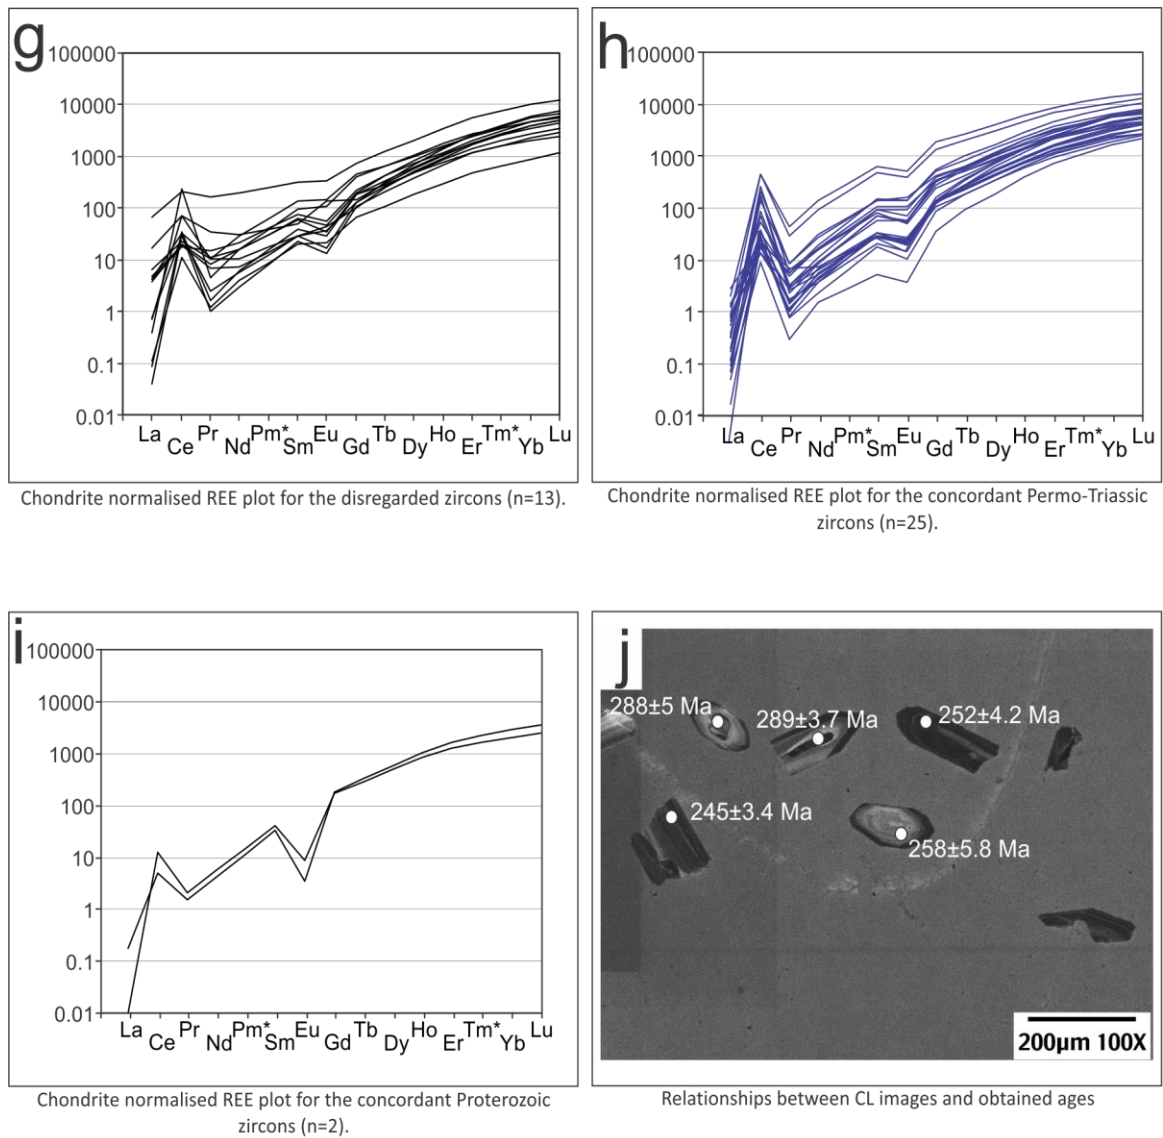 g
100000
10000
1000
100
10
1
0.1
0.01
La Ce Pr Nd Pm* Sm Eu Gd Tb Dy Ho Er Tm* Yb Lu
Chondrite normalised REE plot for the disregarded zircons (n=13).
h
100000
10000
1000
100
10
1
0.1
0.01
La Ce Pr Nd Pm* Sm Eu Gd Tb Dy Ho Er Tm* Yb Lu
Chondrite normalised REE plot for the concordant Permo-Triassic
zircons (n=25).
i
100000
10000
1000
100
10
1
0.1
0.01
La Ce Pr Nd Pm* Sm Eu Gd Tb Dy Ho Er Tm* Yb Lu
Chondrite normalised REE plot for the concordant Proterozoic
zircons (n=2).
j
288±5 Ma
289±3.7 Ma
252±4.2 Ma
245±3.4 Ma
258±5.8 Ma
200µm 100X
Relationships between CL images and obtained ages